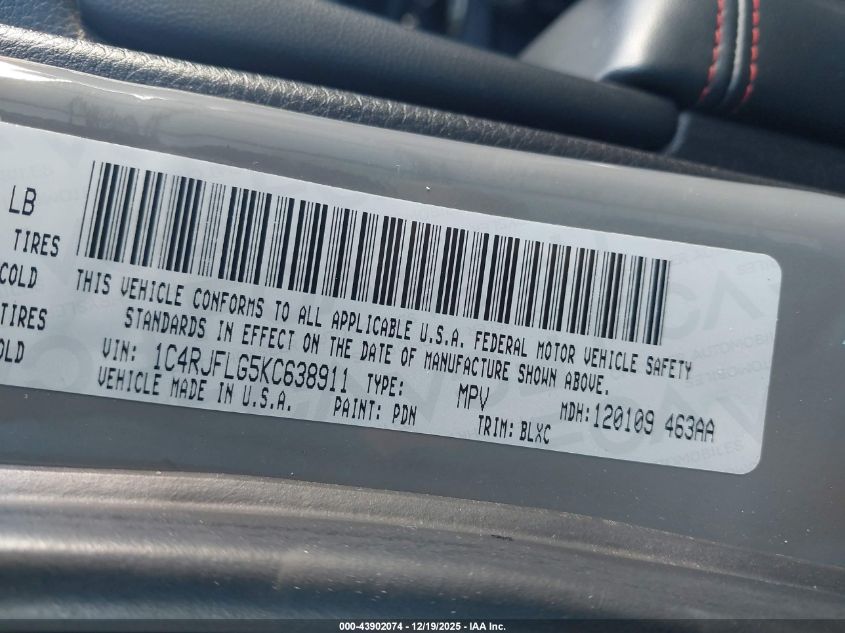 LB
TIRES
COLD
TIRES
OLD
THIS VEHICLE CONFORMS TO ALL APPLICABLE U.S.A. FEDERAL MOTOR VEHICLE SAFETY
STANDARDS IN EFFECT ON THE DATE OF MANUFACTURE SHOWN ABOVE.
VIN: 1C4RJFLG5KC638911 TYPE: MPV MDH:120109 463AA
VEHICLE MADE IN U.S.A. PAINT: PDN TRIM: BLXC
000-43902074 - 12/19/2025 - IAA Inc.